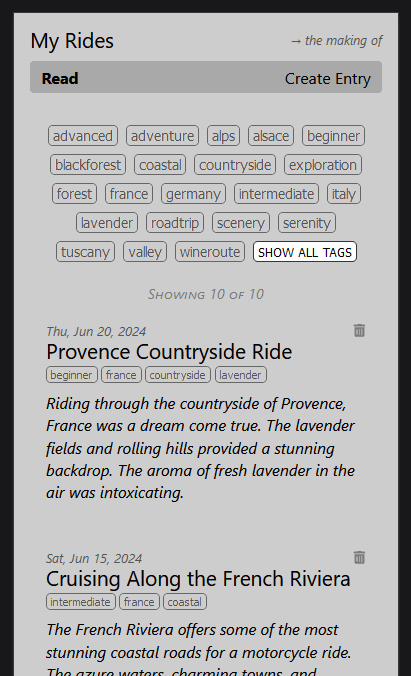 My Rides → the making of
Read Create Entry
advanced adventure alps alsace beginner
blackforest coastal countryside exploration
forest france germany intermediate italy
lavender roadtrip scenery serenity
tuscany valley wineroute SHOW ALL TAGS
Showing 10 of 10
Thu, Jun 20, 2024
Provence Countryside Ride
beginner france countryside lavender
Riding through the countryside of Provence,
France was a dream come true. The lavender
fields and rolling hills provided a stunning
backdrop. The aroma of fresh lavender in the
air was intoxicating.
Sat, Jun 15, 2024
Cruising Along the French Riviera
intermediate france coastal
The French Riviera offers some of the most
stunning coastal roads for a motorcycle ride.
The azure waters, charming towns, and